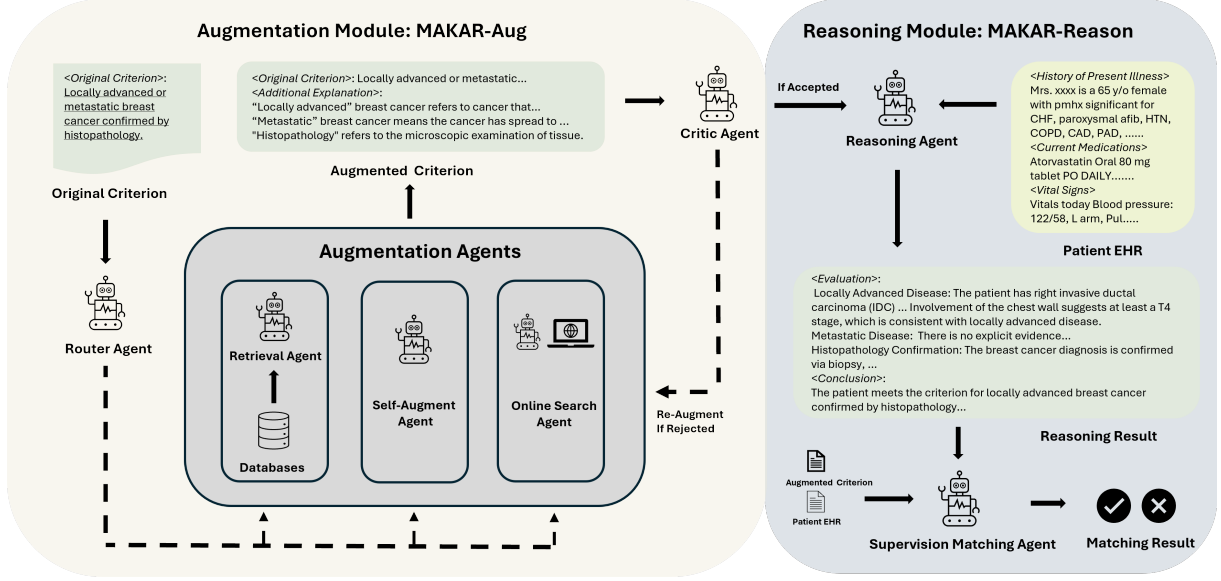 Augmentation Module: MAKAR-Aug
<Original Criterion>:
Locally advanced or
metastatic breast
cancer confirmed by
histopathology.
Original Criterion
Router Agent
<Original Criterion>: Locally advanced or metastatic...
<Additional Explanation>
“Locally advanced” breast cancer refers to cancer that...
“Metastatic” breast cancer means the cancer has spread to ...
"Histopathology" refers to the microscopic examination of tissue.
Augmented Criterion
Augmentation Agents
Retrieval Agent
Databases
Self-Augment
Agent
Online Search
Agent
Critic Agent
Re-Augment
If Rejected
If Accepted
Reasoning Module: MAKAR-Reason
Reasoning Agent
<History of Present Illness>
Mrs. xxxx is a 65 y/o female
with pmhx significant for
CHF, paroxysmal afib, HTN,
COPD, CAD, PAD, ......
<Current Medications>
Atorvastatin Oral 80 mg
tablet PO DAILY.......
<Vital Signs>
Vitals today Blood pressure:
122/58, L arm, Pul.....
Patient EHR
<Evaluation>:
Locally Advanced Disease: The patient has right invasive ductal
carcinoma (IDC) ... Involvement of the chest wall suggests at least a T4
stage, which is consistent with locally advanced disease.
Metastatic Disease: There is no explicit evidence...
Histopathology Confirmation: The breast cancer diagnosis is confirmed
via biopsy, ...
<Conclusion>:
The patient meets the criterion for locally advanced breast cancer
confirmed by histopathology...
Reasoning Result
Augmented Criterion
Patient EHR
Supervision Matching Agent
Matching Result